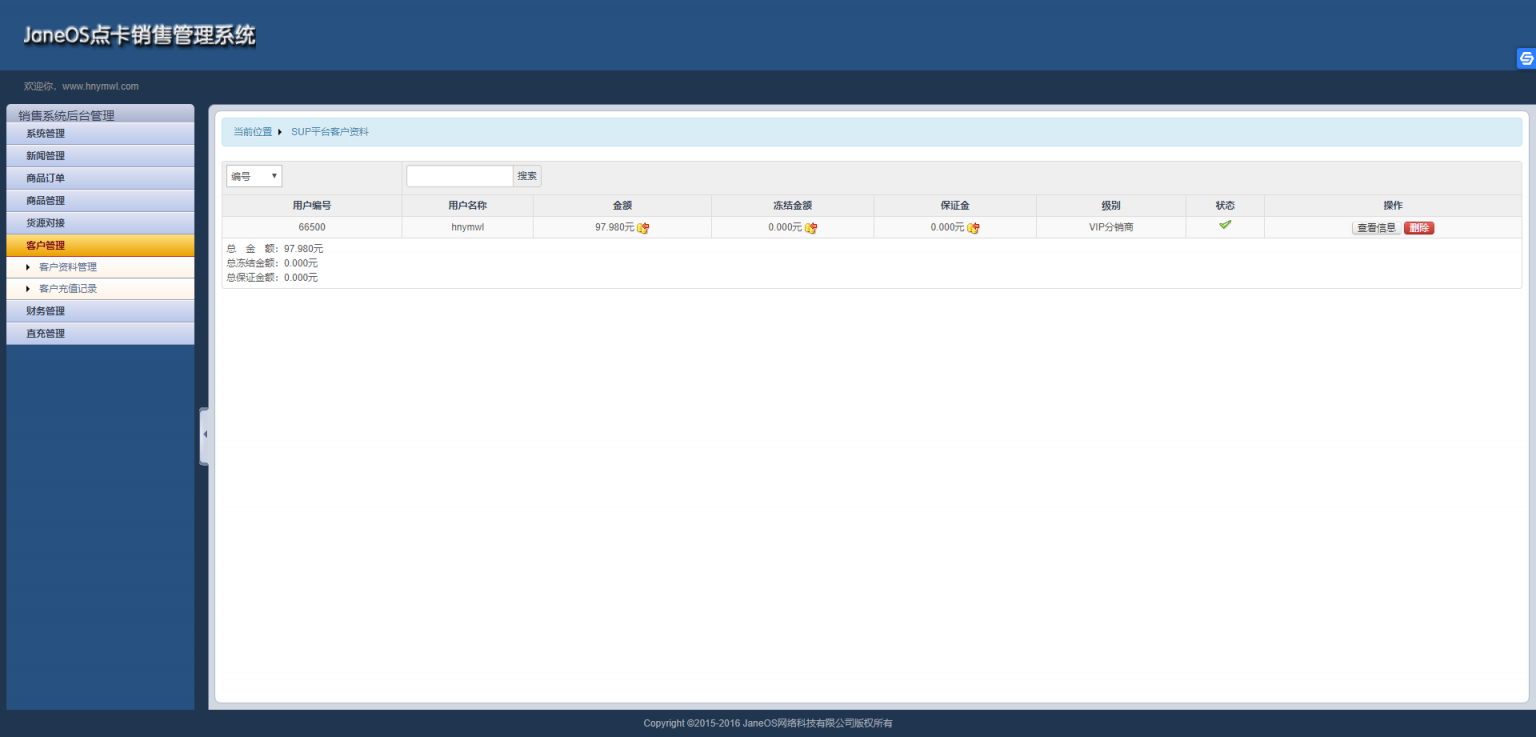 JaneOS点卡销售管理系统
欢迎你，www.hnymwl.com
销售系统后台管理
系统管理
新闻管理
商品订单
商品管理
货源对接
客户管理
客户资料管理
客户充值记录
财务管理
直充管理
当前位置 SUP平台客户资料
编号 搜索
用户编号 用户名称 金额 冻结金额 保证金 级别 状态 操作
66500 hnymwl 97.980元 0.000元 0.000元 VIP分销商 查看信息 删除
总 金 额：97.980元
总冻结金额：0.000元
总保证金额：0.000元
Copyright ©2015-2016 JaneOS网络科技有限公司版权所有